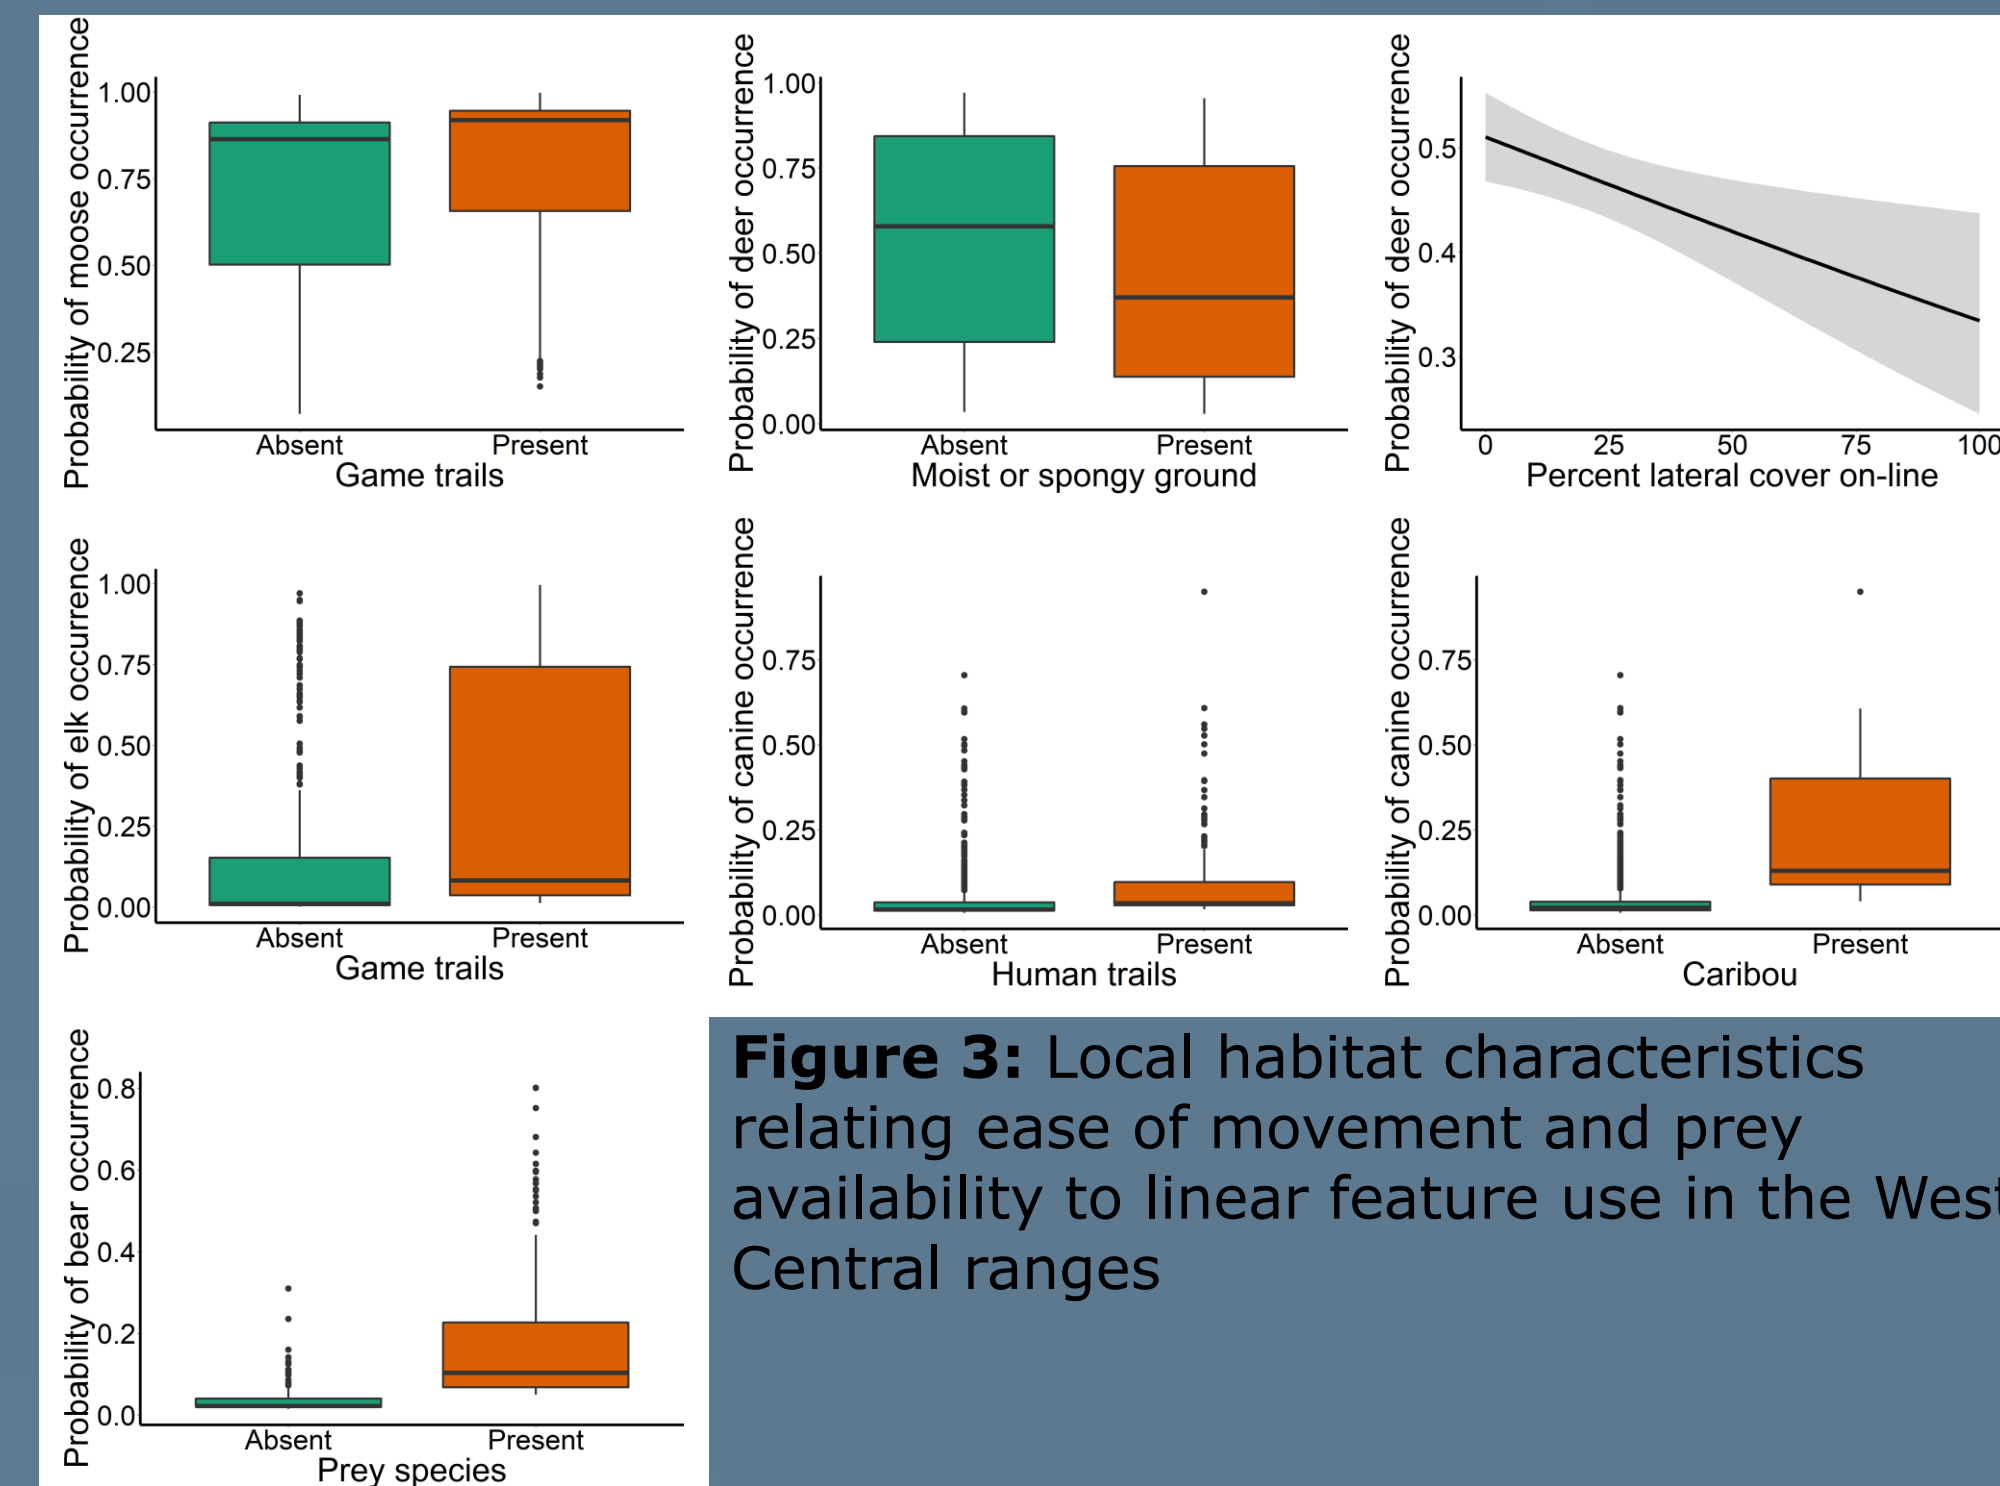 Probability of moose occurrence
1.00
0.75
0.50
0.25
Absent Present
Game trails
Probability of deer occurrence
1.00
0.75
0.50
0.25
0.00
Absent Present
Moist or spongy ground
Probability of deer occurrence
0.5
0.4
0.3
0 25 50 75 100
Percent lateral cover on-line
Probability of elk occurrence
1.00
0.75
0.50
0.25
0.00
Absent Present
Game trails
Probability of canine occurrence
0.75
0.50
0.25
0.00
Absent Present
Human trails
Probability of canine occurrence
0.75
0.50
0.25
0.00
Absent Present
Caribou
Probability of bear occurrence
0.8
0.6
0.4
0.2
0.0
Absent Present
Prey species
Figure 3: Local habitat characteristics
relating ease of movement and prey
availability to linear feature use in the West
Central ranges